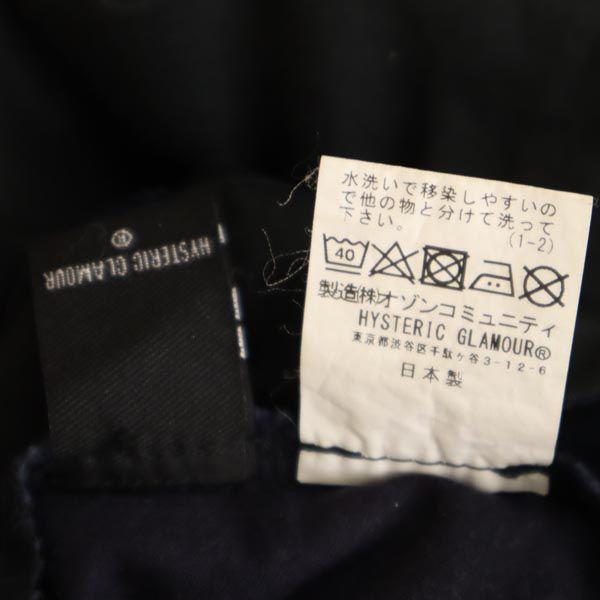 HYSTERIC GLAMOUR
®
水洗いで移染しやすいの
で他の物と分けて洗って
下さい。
(1-2)
40
製造(株)オゾンコミュニティ
HYSTERIC GLAMOUR®
東京都渋谷区千駄ヶ谷3-12-6
日本製